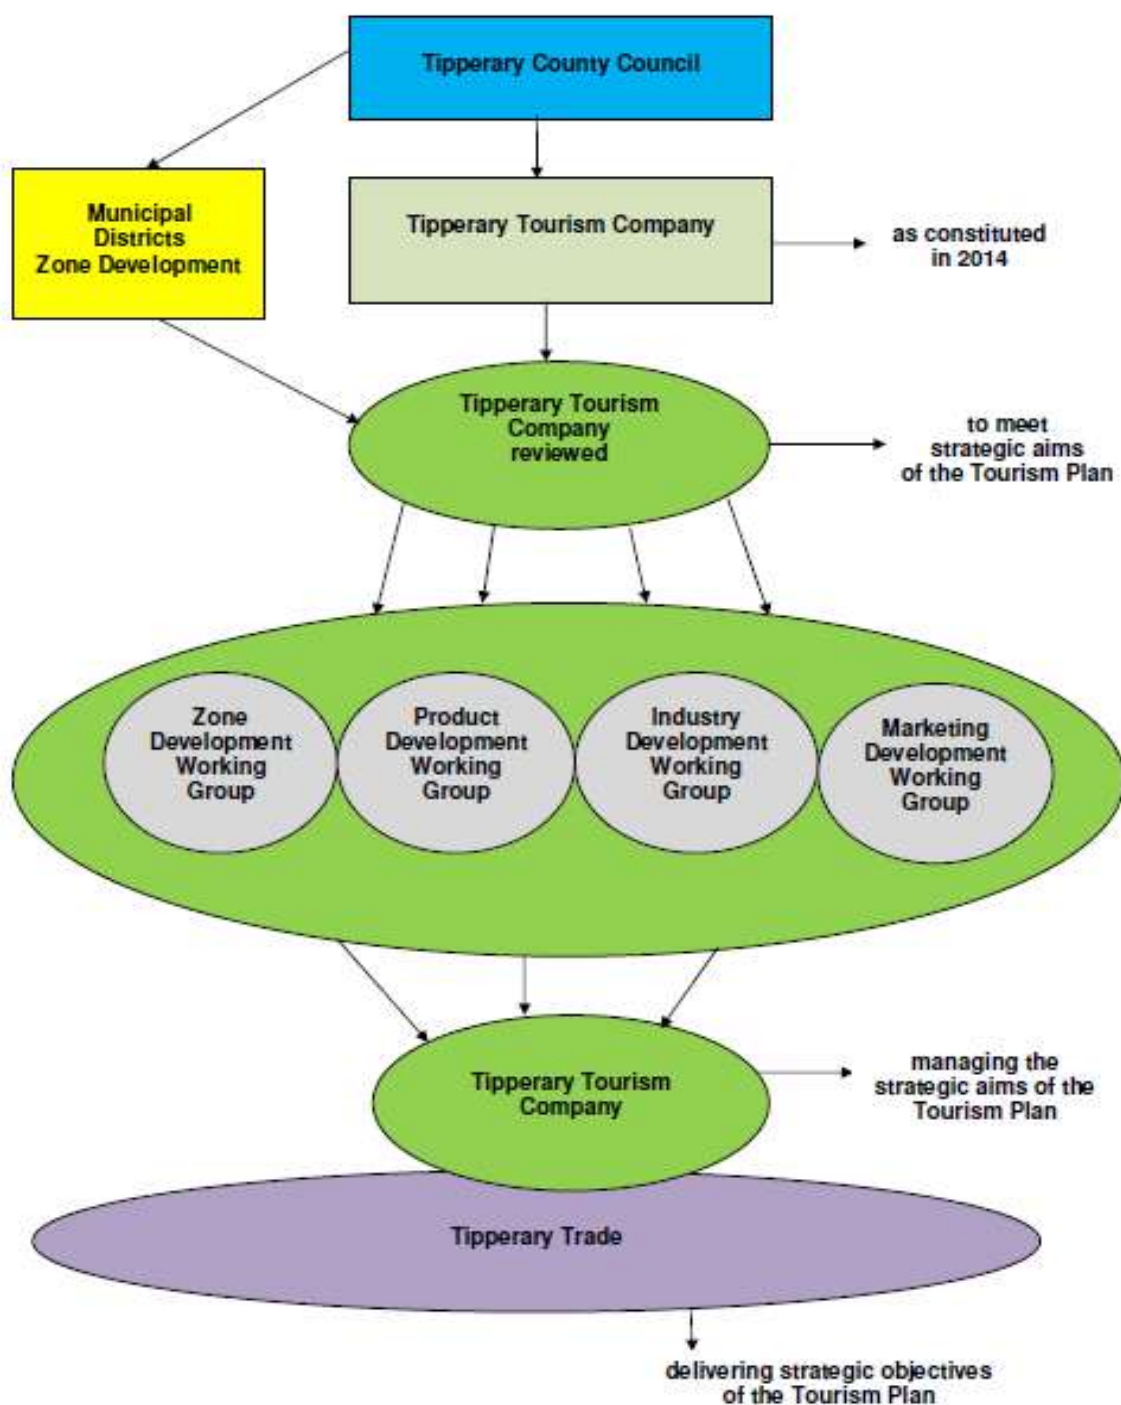 Tipperary County Council
Municipal
Districts
Zone Development
Tipperary Tourism Company
as constituted
in 2014
Tipperary Tourism
Company
reviewed
to meet
strategic aims
of the Tourism Plan
Zone
Development
Working
Group
Product
Development
Working
Group
Industry
Development
Working
Group
Marketing
Development
Working
Group
Tipperary Tourism
Company
managing the
strategic aims of the
Tourism Plan
Tipperary Trade
delivering strategic objectives
of the Tourism Plan